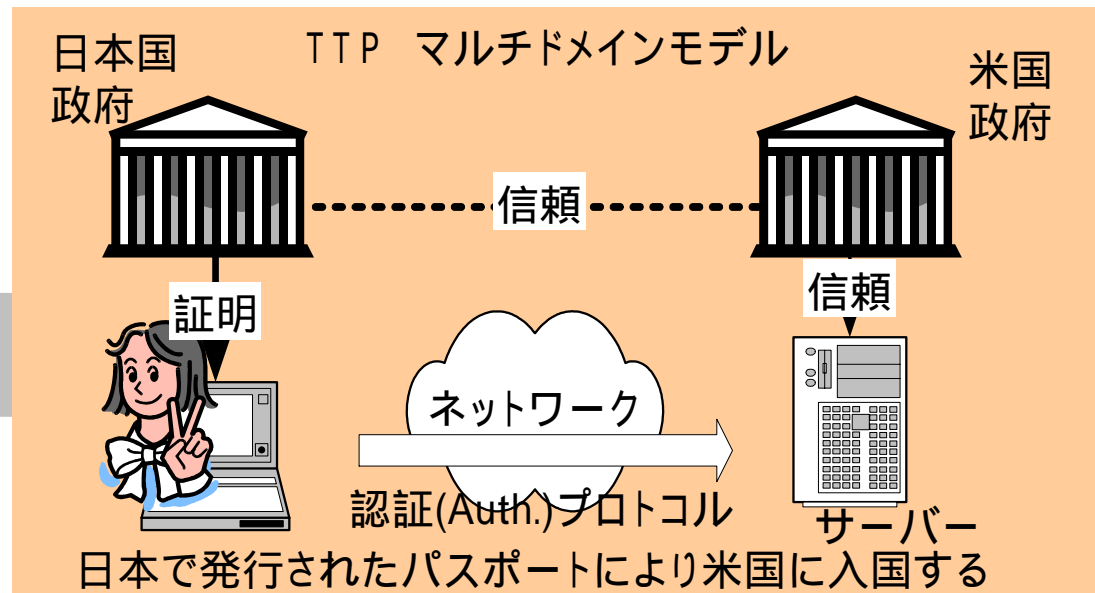 TTP マルチドメインモデル
日本国
政府
米国
政府
信頼
証明
信頼
ネットワーク
認証(Auth.)プロトコル
サーバー
日本で発行されたパスポートにより米国に入国する